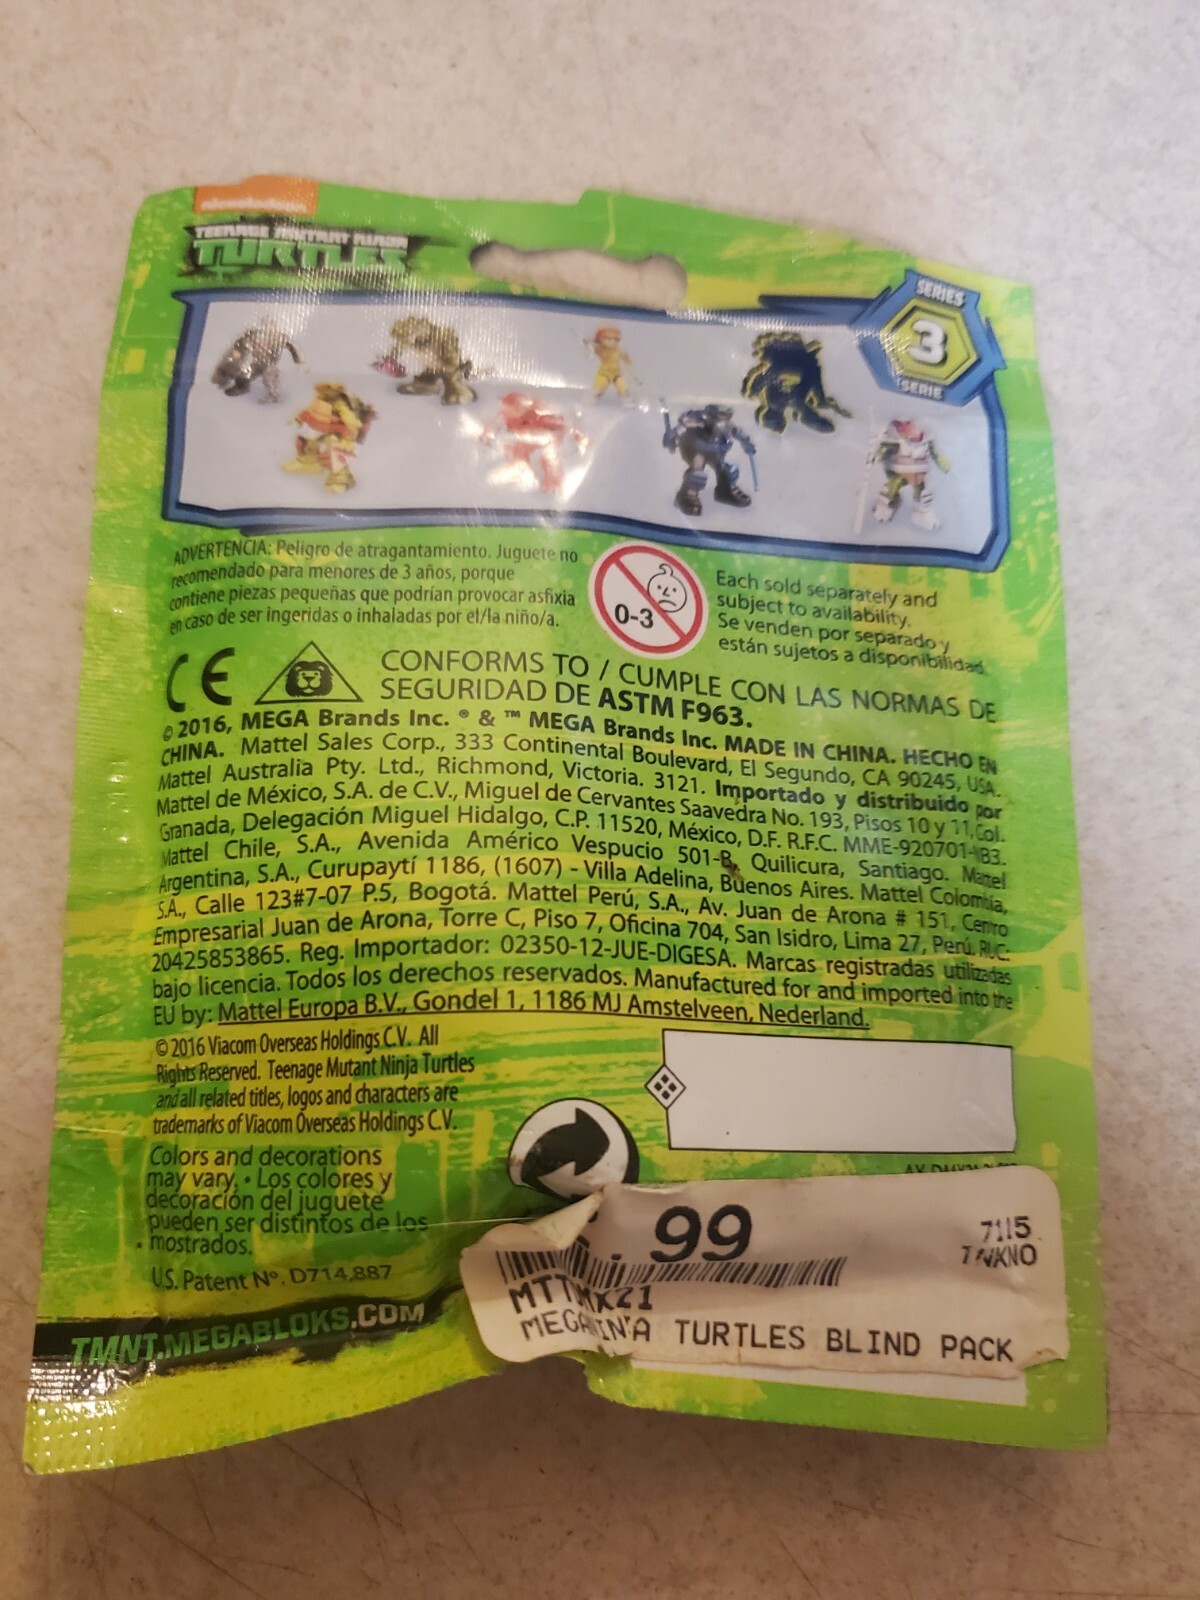 nickelodeon
TEENAGE MUTANT NINJA
TURTLES
SERIES
3
SERIE
ADVERTENCIA: Peligro de atragantamiento. Juguete no
recomendado para menores de 3 años, porque
contiene piezas pequeñas que podrían provocar asfixia
en caso de ser ingeridas o inhaladas por el/la niño/a.
0-3
Each sold separately and
subject to availability.
Se venden por separado y
están sujetos a disponibilidad.
CE
CONFORMS TO / CUMPLE CON LAS NORMAS DE
SEGURIDAD DE ASTM F963.
© 2016, MEGA Brands Inc. ® & ™ MEGA Brands Inc. MADE IN CHINA. HECHO EN
CHINA. Mattel Sales Corp., 333 Continental Boulevard, El Segundo, CA 90245, USA.
Mattel Australia Pty. Ltd., Richmond, Victoria. 3121. Importado y distribuido por
Mattel de México, S.A. de C.V., Miguel de Cervantes Saavedra No. 193, Pisos 10 y 11, Col.
Granada, Delegación Miguel Hidalgo, C.P. 11520, México, D.F. R.F.C. MME-920701-NB3.
Mattel Chile, S.A., Avenida Américo Vespucio 501-B, Quilicura, Santiago. Mattel
Argentina, S.A., Curupaytí 1186, (1607) - Villa Adelina, Buenos Aires. Mattel Colombia,
S.A., Calle 123#7-07 P.5, Bogotá. Mattel Perú, S.A., Av. Juan de Arona # 151, Centro
Empresarial Juan de Arona, Torre C, Piso 7, Oficina 704, San Isidro, Lima 27, Perú. RUC:
20425853865. Reg. Importador: 02350-12-JUE-DIGESA. Marcas registradas utilizadas
bajo licencia. Todos los derechos reservados. Manufactured for and imported into the
EU by: Mattel Europa B.V., Gondel 1, 1186 MJ Amstelveen, Nederland.
© 2016 Viacom Overseas Holdings C.V. All
Rights Reserved. Teenage Mutant Ninja Turtles
and all related titles, logos and characters are
trademarks of Viacom Overseas Holdings C.V.
Colors and decorations
may vary. • Los colores y
decoración del juguete
pueden ser distintos de los
mostrados.
U.S. Patent Nº. D714,887
TMNT.MEGABLOKS.COM
.99
7115
TNKNO
TURTLES BLIND PACK